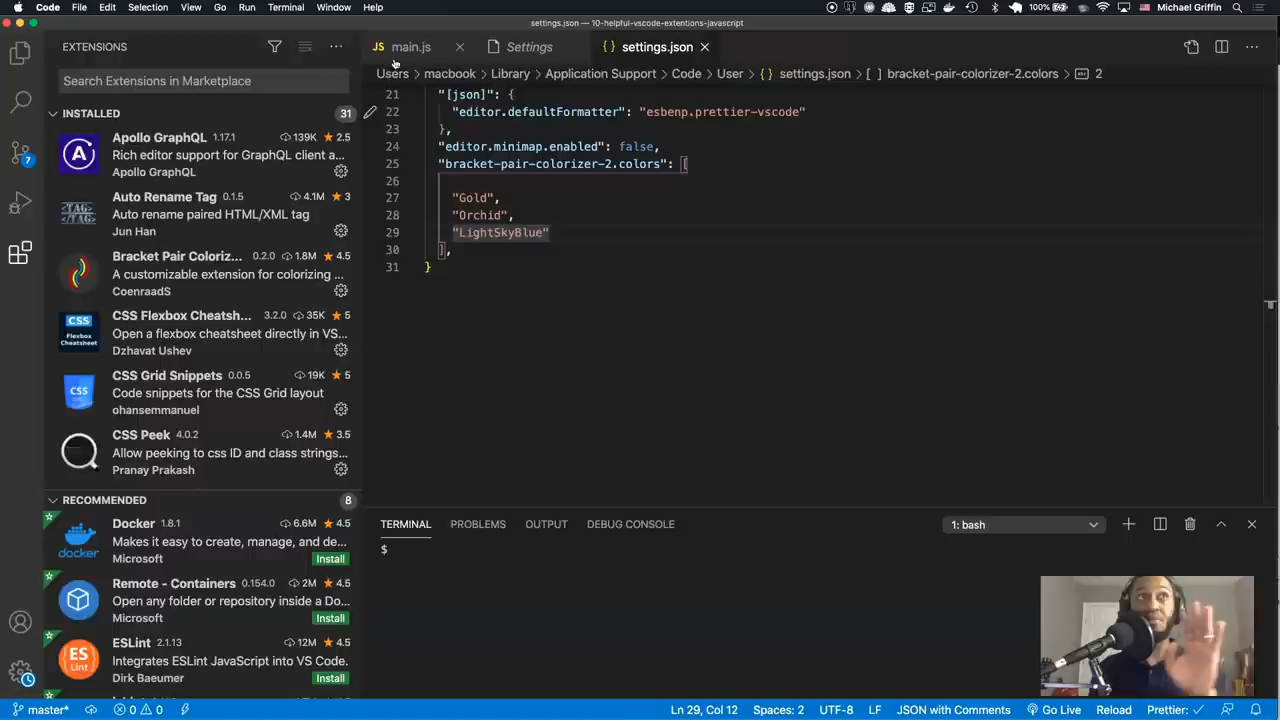 Code File Edit Selection View Go Run Terminal Window Help 100% Michael Griffin
settings.json — 10-helpful-vscode-extentions-javascript
EXTENSIONS
JS main.js
Settings
{ } settings.json
Users > macbook > Library > Application Support > Code > User > { } settings.json > [ ] bracket-pair-colorizer-2.colors > 2
Search Extensions in Marketplace
INSTALLED 31
Apollo GraphQL 1.17.1 139K 2.5
Rich editor support for GraphQL client a...
Apollo GraphQL
Auto Rename Tag 0.1.5 4.1M 3
Auto rename paired HTML/XML tag
Jun Han
Bracket Pair Coloriz... 0.2.0 1.8M 4.5
A customizable extension for colorizing ...
CoenraadS
CSS Flexbox Cheatsh... 3.2.0 35K 5
Open a flexbox cheatsheet directly in VS...
Dzhavat Ushev
CSS Grid Snippets 0.0.5 19K 5
Code snippets for the CSS Grid layout
ohansemmanuel
CSS Peek 4.0.2 1.4M 3.5
Allow peeking to css ID and class strings...
Pranay Prakash
RECOMMENDED 8
Docker 1.8.1 6.6M 4.5
Makes it easy to create, manage, and de...
Microsoft Install
Remote - Containers 0.154.0 2M 4.5
Open any folder or repository inside a Do...
Microsoft Install
ESLint 2.1.13 12M 4.5
Integrates ESLint JavaScript into VS Code.
Dirk Baeumer Install
7
<TAG>
</TAG>
CSS
Flexbox
Cheatsheet
CSS
docker
ES
Lint
21 "[json]": {
22 "editor.defaultFormatter": "esbenp.prettier-vscode"
23 },
24 "editor.minimap.enabled": false,
25 "bracket-pair-colorizer-2.colors": [
26
27 "Gold",
28 "Orchid",
29 "LightSkyBlue"
30 ],
31 }
TERMINAL PROBLEMS OUTPUT DEBUG CONSOLE 1: bash
$
master* 0 0 Ln 29, Col 12 Spaces: 2 UTF-8 LF JSON with Comments Go Live Reload Prettier: ✓